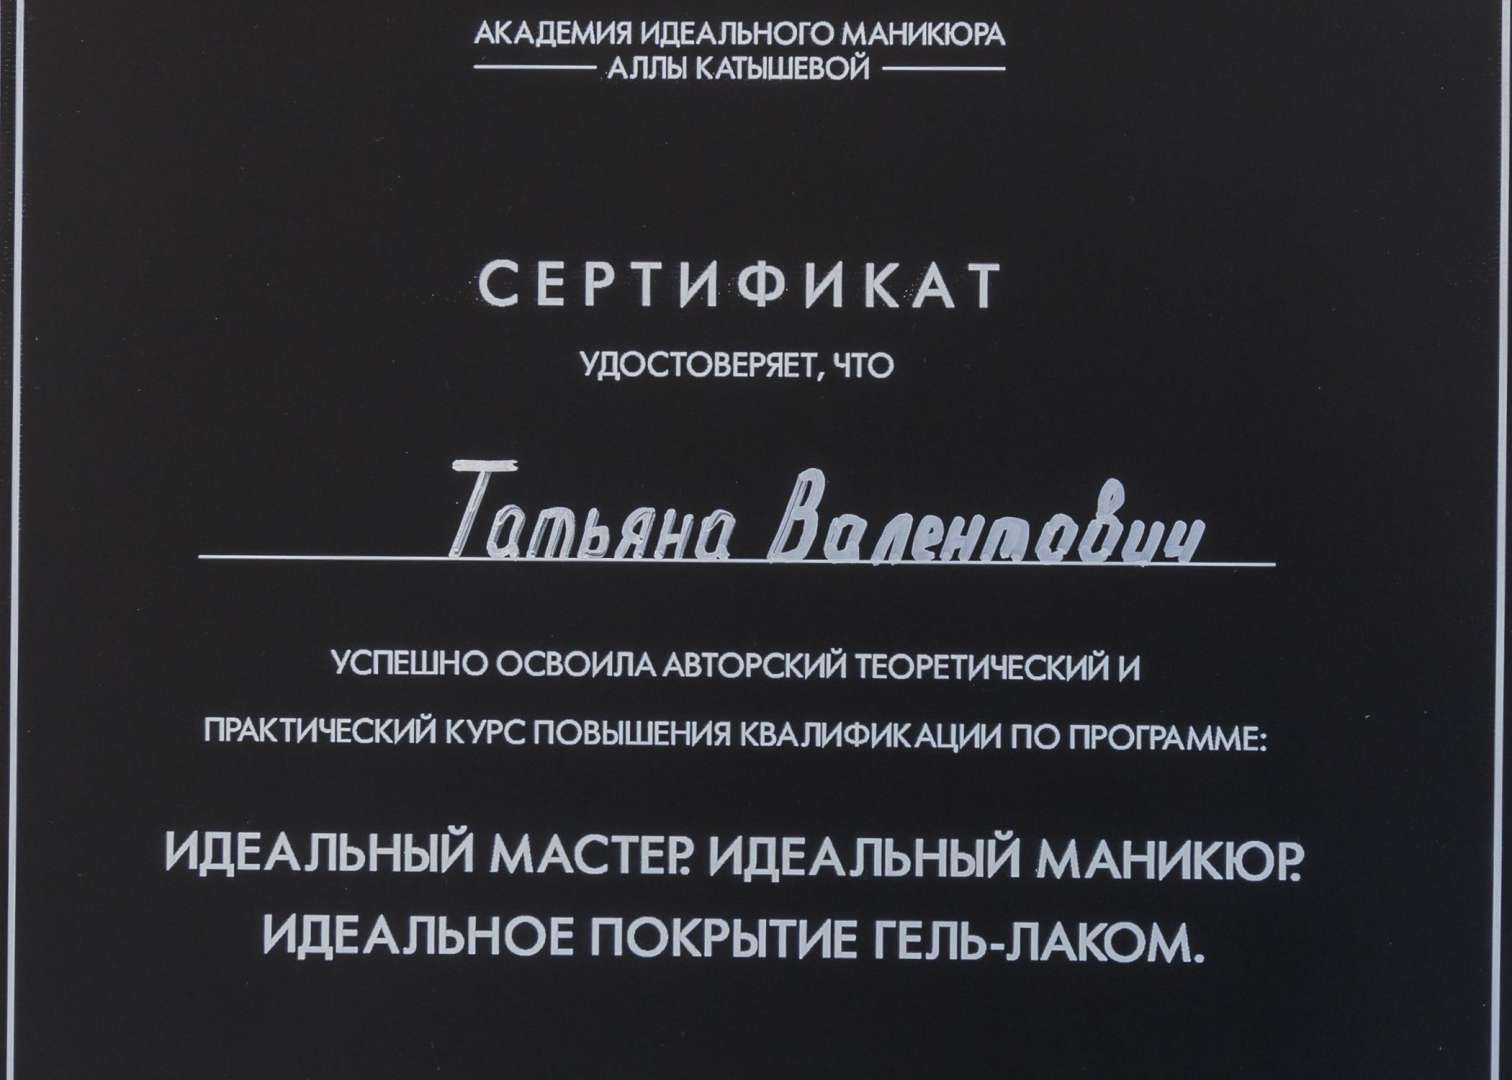 АКАДЕМИЯ ИДЕАЛЬНОГО МАНИКЮРА
АЛЛЫ КАТЫШЕВОЙ
СЕРТИФИКАТ
УДОСТОВЕРЯЕТ, ЧТО
Татьяна Валентович
УСПЕШНО ОСВОИЛА АВТОРСКИЙ ТЕОРЕТИЧЕСКИЙ И
ПРАКТИЧЕСКИЙ КУРС ПОВЫШЕНИЯ КВАЛИФИКАЦИИ ПО ПРОГРАММЕ:
ИДЕАЛЬНЫЙ МАСТЕР. ИДЕАЛЬНЫЙ МАНИКЮР.
ИДЕАЛЬНОЕ ПОКРЫТИЕ ГЕЛЬ-ЛАКОМ.